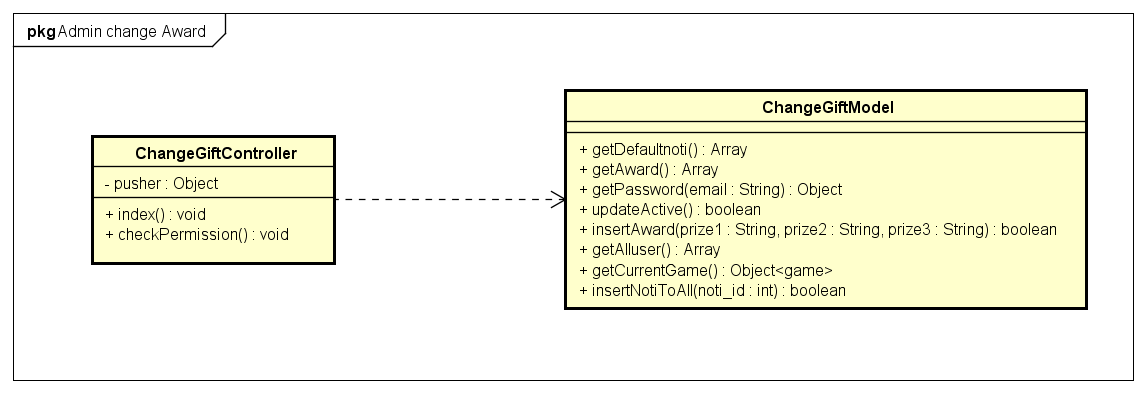 pkg Admin change Award
ChangeGiftController
- pusher : Object
+ index() : void
+ checkPermission() : void
ChangeGiftModel
+ getDefaultnoti() : Array
+ getAward() : Array
+ getPassword(email : String) : Object
+ updateActive() : boolean
+ insertAward(prize1 : String, prize2 : String, prize3 : String) : boolean
+ getAlluser() : Array
+ getCurrentGame() : Object<game>
+ insertNotiToAll(noti_id : int) : boolean